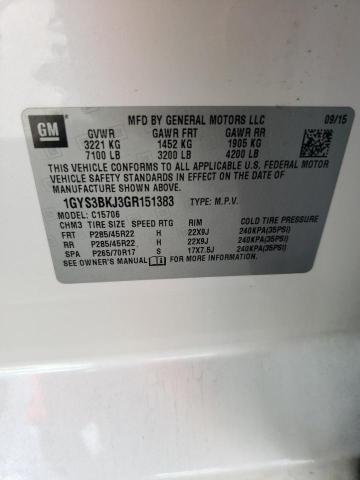 GM
MFD BY GENERAL MOTORS LLC 09/15
GVWR GAWR FRT GAWR RR
3221 KG 1452 KG 1905 KG
7100 LB 3200 LB 4200 LB
THIS VEHICLE CONFORMS TO ALL APPLICABLE U.S. FEDERAL MOTOR
VEHICLE SAFETY STANDARDS IN EFFECT ON THE DATE OF
MANUFACTURE SHOWN ABOVE.
1GYS3BKJ3GR151383 TYPE: M.P.V.
MODEL: C15706
CHM3 TIRE SIZE SPEED RTG RIM COLD TIRE PRESSURE
FRT P285/45R22 H 22X9J 240KPA(35PSI)
RR P285/45R22 H 22X9J 240KPA(35PSI)
SPA P265/70R17 S 17X7.5J 240KPA(35PSI)
SEE OWNER'S MANUAL FOR MORE INFORMATION.